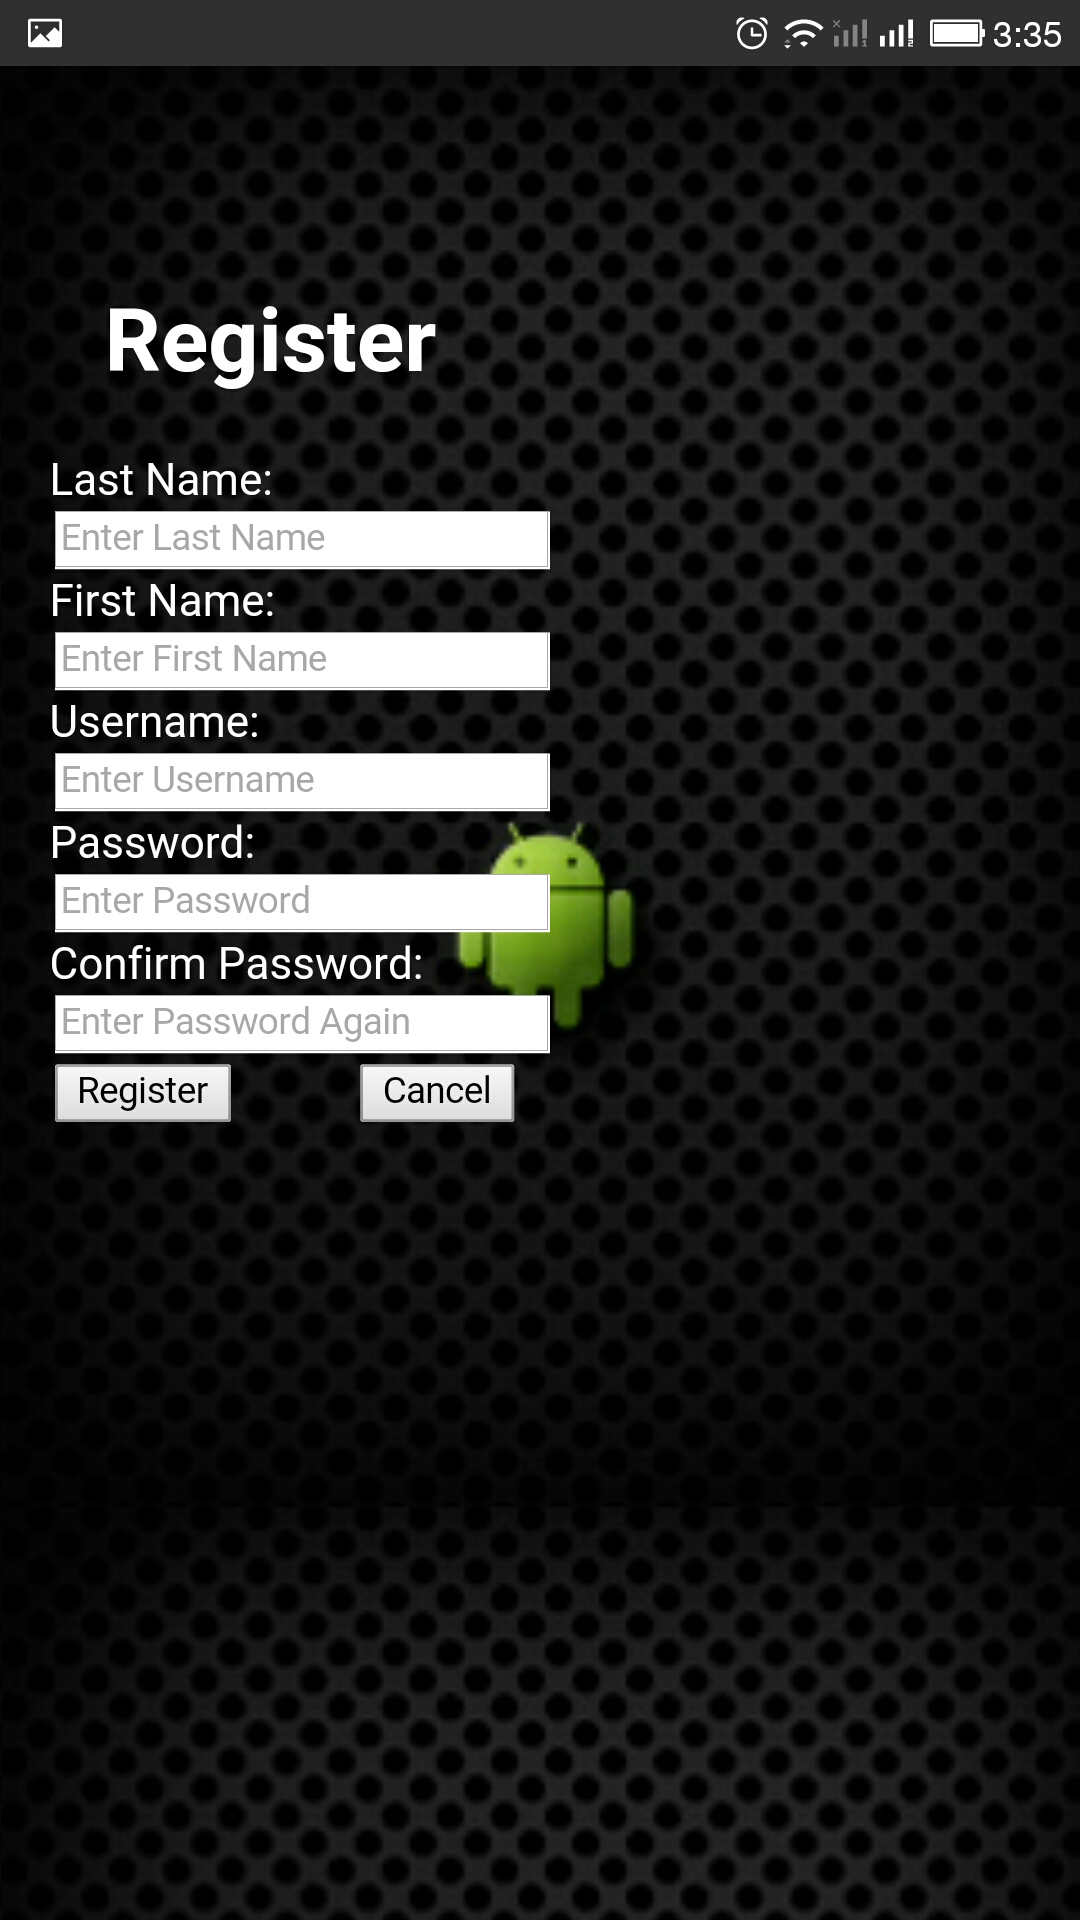 3:35
Register
Last Name:
Enter Last Name
First Name:
Enter First Name
Username:
Enter Username
Password:
Enter Password
Confirm Password:
Enter Password Again
Register Cancel